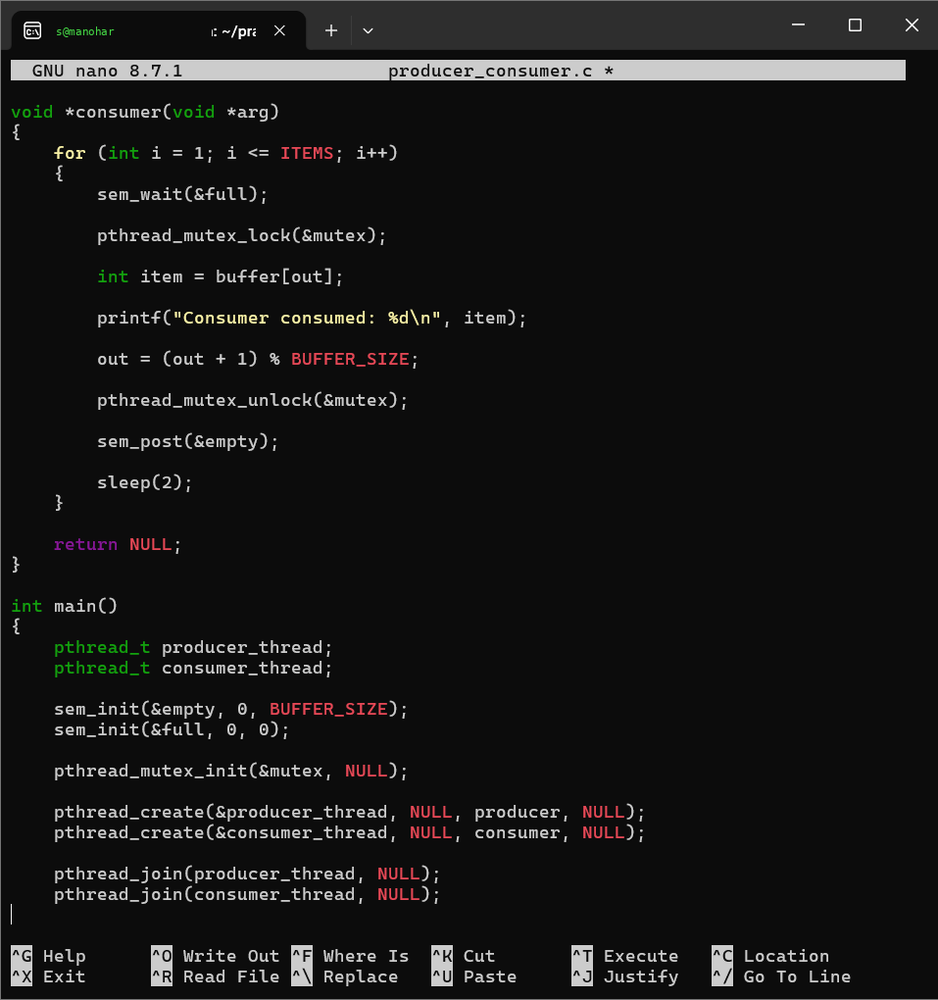 s@manohar
: ~/pra
GNU nano 8.7.1 producer_consumer.c *
void *consumer(void *arg)
{
    for (int i = 1; i <= ITEMS; i++)
    {
        sem_wait(&full);
        pthread_mutex_lock(&mutex);
        int item = buffer[out];
        printf("Consumer consumed: %d\n", item);
        out = (out + 1) % BUFFER_SIZE;
        pthread_mutex_unlock(&mutex);
        sem_post(&empty);
        sleep(2);
    }
    return NULL;
}
int main()
{
    pthread_t producer_thread;
    pthread_t consumer_thread;
    sem_init(&empty, 0, BUFFER_SIZE);
    sem_init(&full, 0, 0);
    pthread_mutex_init(&mutex, NULL);
    pthread_create(&producer_thread, NULL, producer, NULL);
    pthread_create(&consumer_thread, NULL, consumer, NULL);
    pthread_join(producer_thread, NULL);
    pthread_join(consumer_thread, NULL);
^G Help ^O Write Out ^F Where Is ^K Cut ^T Execute ^C Location
^X Exit ^R Read File ^\ Replace ^U Paste ^J Justify ^/ Go To Line